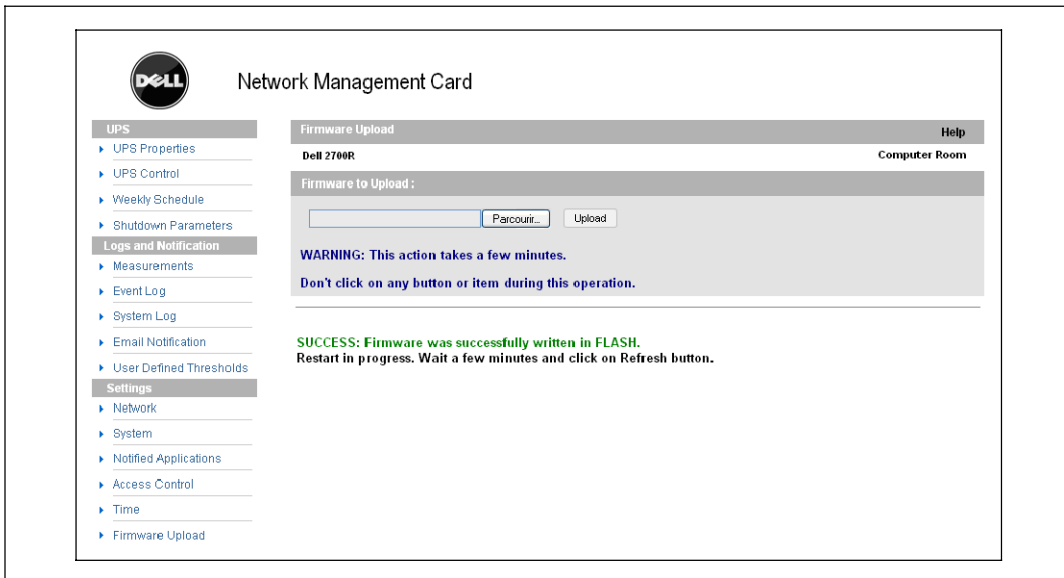 DELL
Network Management Card
UPS
UPS Properties
UPS Control
Weekly Schedule
Shutdown Parameters
Logs and Notification
Measurements
Event Log
System Log
Email Notification
User Defined Thresholds
Settings
Network
System
Notified Applications
Access Control
Time
Firmware Upload
Firmware Upload Help
Dell 2700R Computer Room
Firmware to Upload :
Parcourir... Upload
WARNING: This action takes a few minutes.
Don't click on any button or item during this operation.
SUCCESS: Firmware was successfully written in FLASH.
Restart in progress. Wait a few minutes and click on Refresh button.